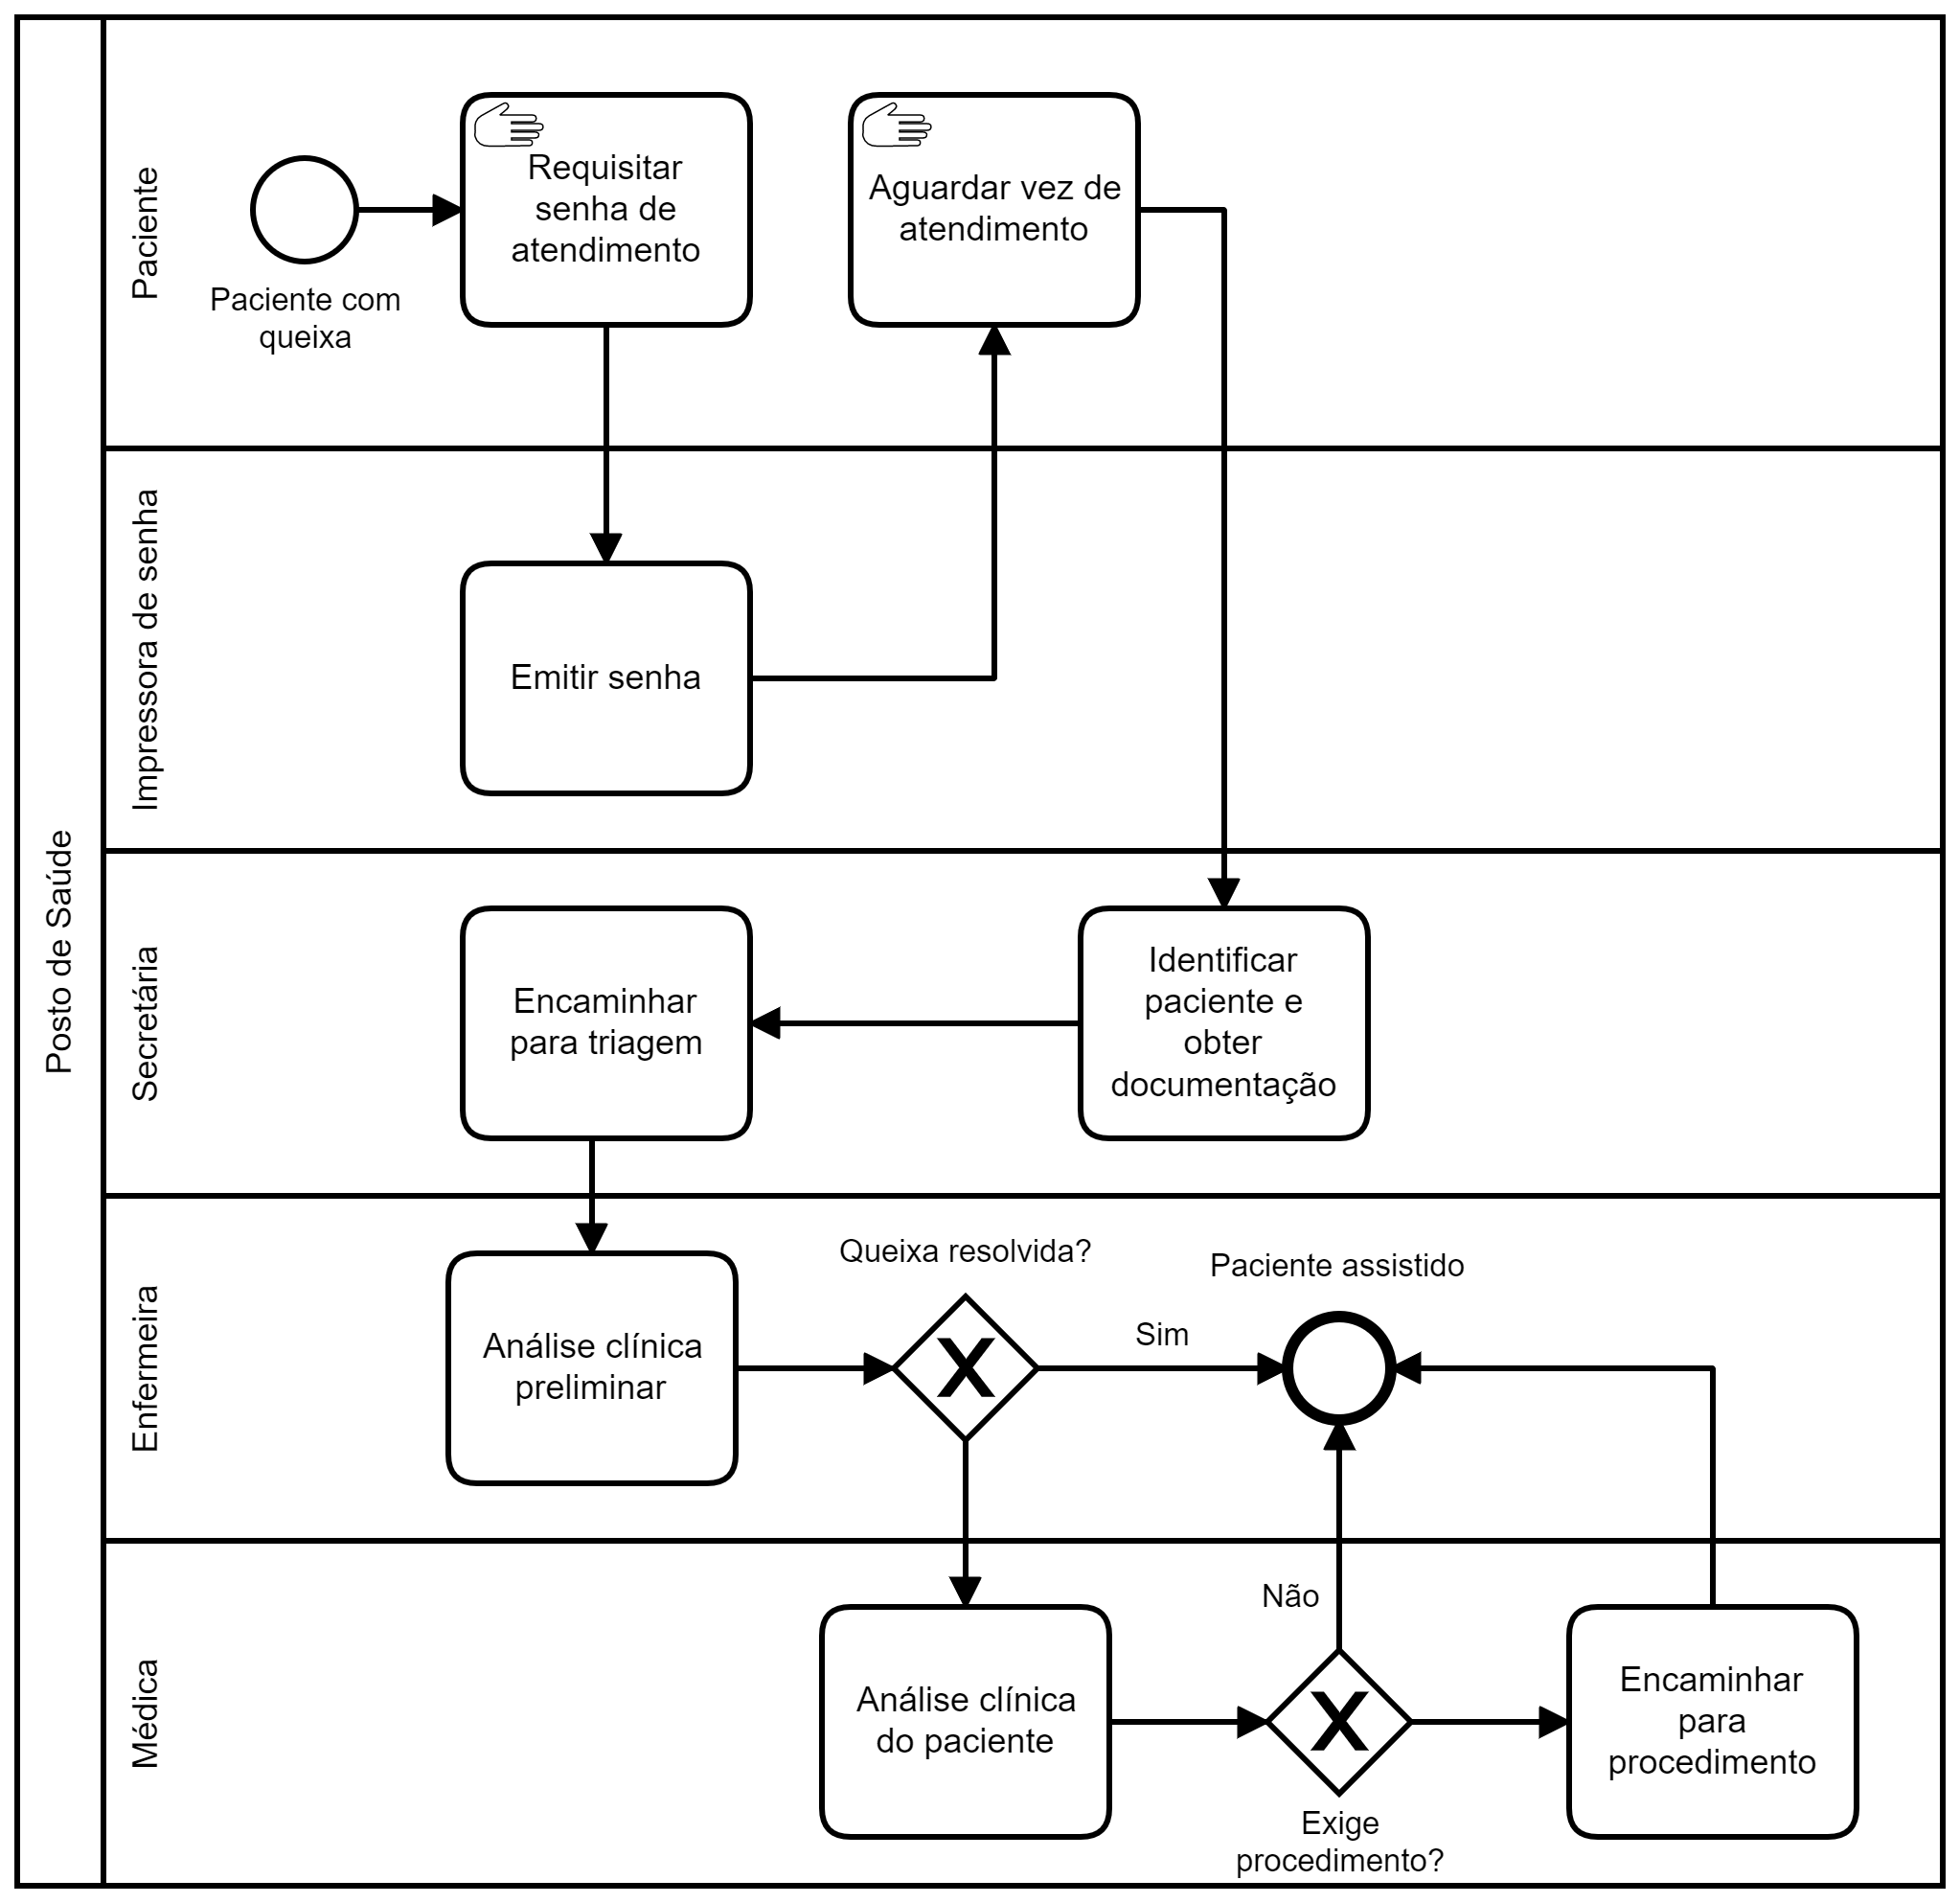 Posto de Saúde
Paciente
Paciente com
queixa
Requisitar
senha de
atendimento
Aguardar vez de
atendimento
Impressora de senha
Emitir senha
Secretária
Encaminhar
para triagem
Identificar
paciente e
obter
documentação
Enfermeira
Análise clínica
preliminar
Queixa resolvida?
X
Sim
Paciente assistido
Médica
Análise clínica
do paciente
Não
X
Exige
procedimento?
Encaminhar
para
procedimento